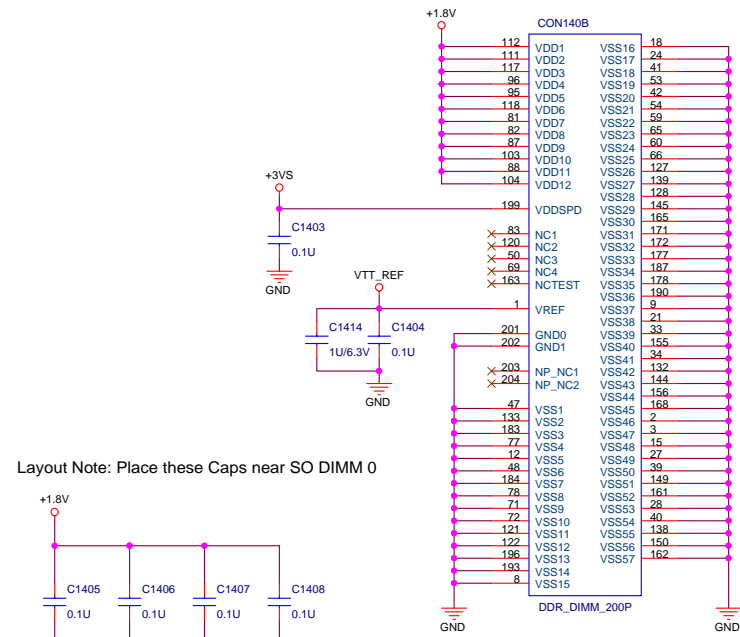 +1.8V
CON140B
112 VDD1 VSS16 18
111 VDD2 VSS17 24
117 VDD3 VSS18 41
96 VDD4 VSS19 53
95 VDD5 VSS20 42
118 VDD6 VSS21 54
81 VDD7 VSS22 59
82 VDD8 VSS23 65
87 VDD9 VSS24 60
103 VDD10 VSS25 66
88 VDD11 VSS26 127
104 VDD12 VSS27 139
VSS28 128
+3VS
199 VDDSPD VSS29 145
VSS30 165
C1403
0.1U
GND
83 NC1 VSS31 171
120 NC2 VSS32 172
50 NC3 VSS33 177
69 NC4 VSS34 187
163 NCTEST VSS35 178
VSS36 190
VTT_REF
1 VREF VSS37 9
VSS38 21
C1414
1U/6.3V
C1404
0.1U
GND
201 GND0 VSS39 33
202 GND1 VSS40 155
VSS41 34
203 NP_NC1 VSS42 132
204 NP_NC2 VSS43 144
VSS44 156
47 VSS1 VSS45 168
133 VSS2 VSS46 2
183 VSS3 VSS47 3
77 VSS4 VSS48 15
12 VSS5 VSS49 27
48 VSS6 VSS50 39
184 VSS7 VSS51 149
78 VSS8 VSS52 161
71 VSS9 VSS53 28
72 VSS10 VSS54 40
121 VSS11 VSS55 138
122 VSS12 VSS56 150
196 VSS13 VSS57 162
193 VSS14
8 VSS15
DDR_DIMM_200P
GND
GND
Layout Note: Place these Caps near SO DIMM 0
+1.8V
C1405 C1406 C1407 C1408
0.1U 0.1U 0.1U 0.1U